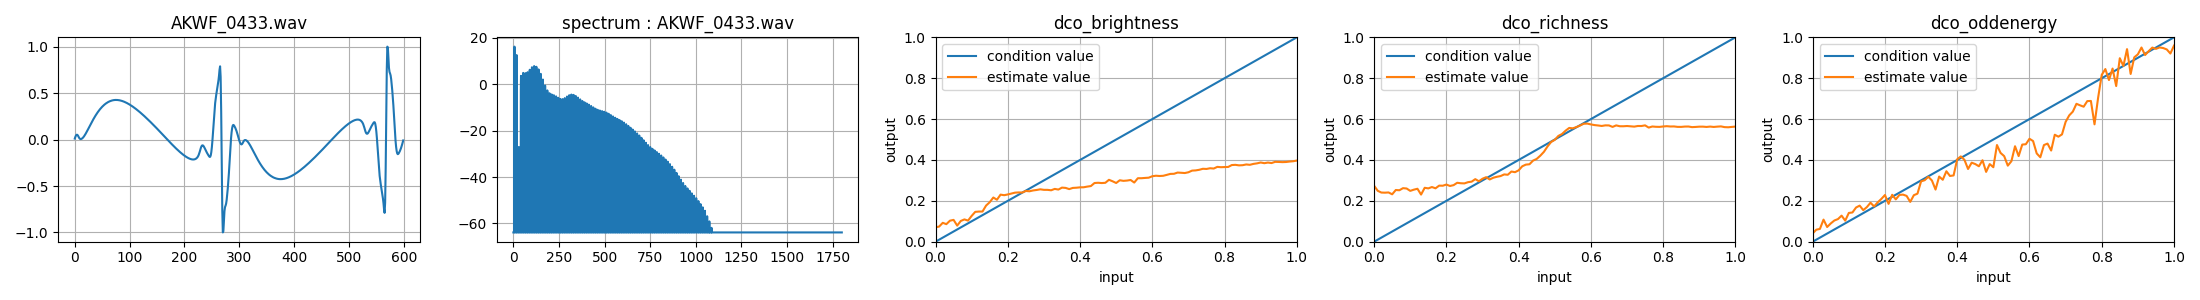 AKWF_0433.wav
1.0
0.5
0.0
−0.5
−1.0
0 100 200 300 400 500 600
spectrum : AKWF_0433.wav
20
0
−20
−40
−60
0 250 500 750 1000 1250 1500 1750
dco_brightness
condition value
estimate value
output
1.0
0.8
0.6
0.4
0.2
0.0
0.0 0.2 0.4 0.6 0.8 1.0
input
dco_richness
condition value
estimate value
output
1.0
0.8
0.6
0.4
0.2
0.0
0.0 0.2 0.4 0.6 0.8 1.0
input
dco_oddenergy
condition value
estimate value
output
1.0
0.8
0.6
0.4
0.2
0.0
0.0 0.2 0.4 0.6 0.8 1.0
input